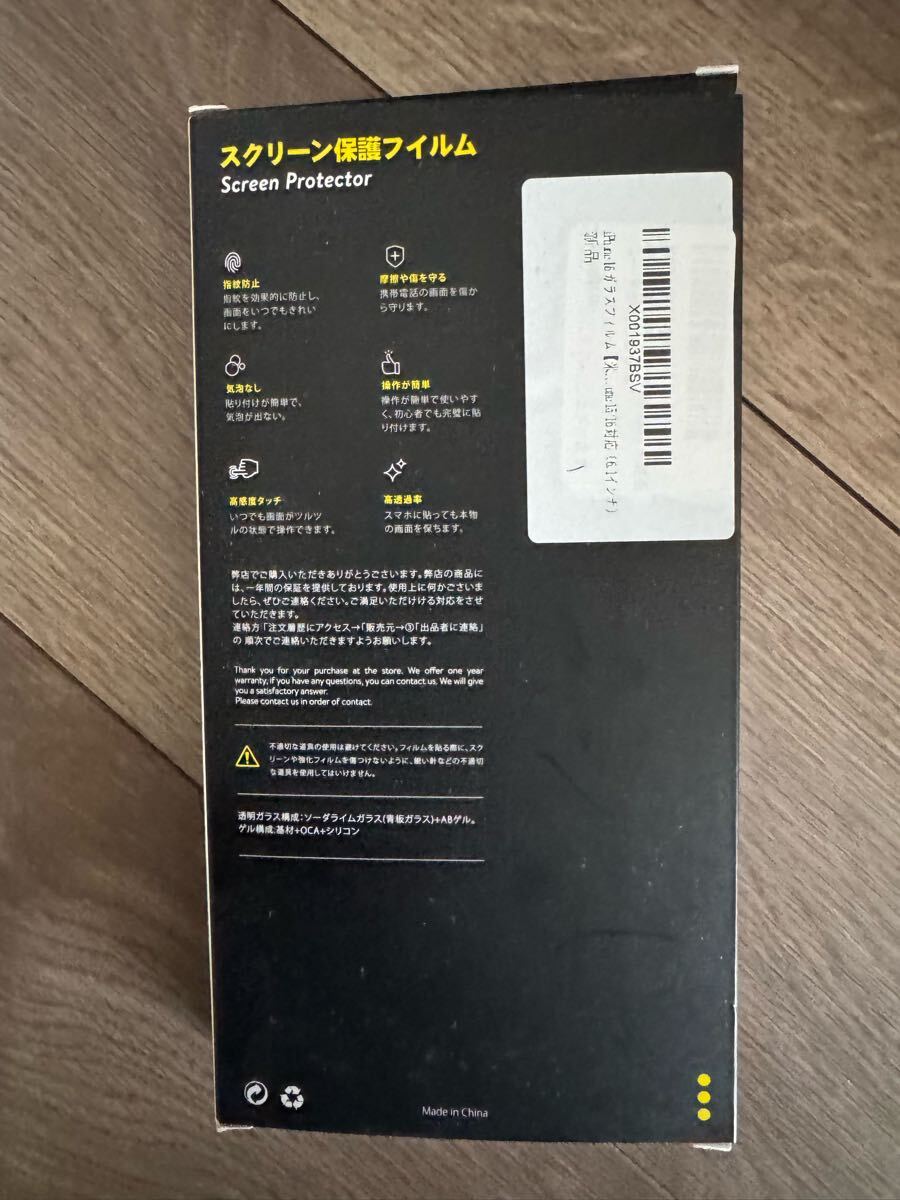 スクリーン保護フイルム
Screen Protector
指紋防止
指紋を効果的に防止し、
画面をいつでもきれい
にします。
摩擦や傷を守る
携帯電話の画面を傷か
ら守ります。
気泡なし
貼り付けが簡単で、
気泡が出ない。
操作が簡単
操作が簡単で使いやす
く、初心者でも完璧に貼
り付けます。
高感度タッチ
いつでも画面がツルツ
ルの状態で操作できます。
高透過率
スマホに貼っても本物
の画面を保ちます。
弊店でご購入いただきありがとうございます。弊店の商品に
は、一年間の保証を提供しております。使用上に何かございま
したら、ぜひご連絡ください。ご満足いただけける対応をさせ
ていただきます。
連絡方「注文履歴にアクセス→「販売元→③「出品者に連絡」
の 順次でご連絡いただきますようお願いします。
Thank you for your purchase at the store. We offer one year
warranty, if you have any questions, you can contact us. We will give
you a satisfactory answer.
Please contact us in order of contact.
不適切な道具の使用は避けてください。フィルムを貼る際に、スク
リーンや強化フィルムを傷つけないように、鋭い針などの不適切
な道具を使用してはいけません。
透明ガラス構成：ソーダライムガラス(青板ガラス)+ABゲル。
ゲル構成:基材+OCA+シリコン
Made in China
X001937BSV
iPhone16 ガラスフィルム【米... one 15/16対応（6.1インチ）
新品